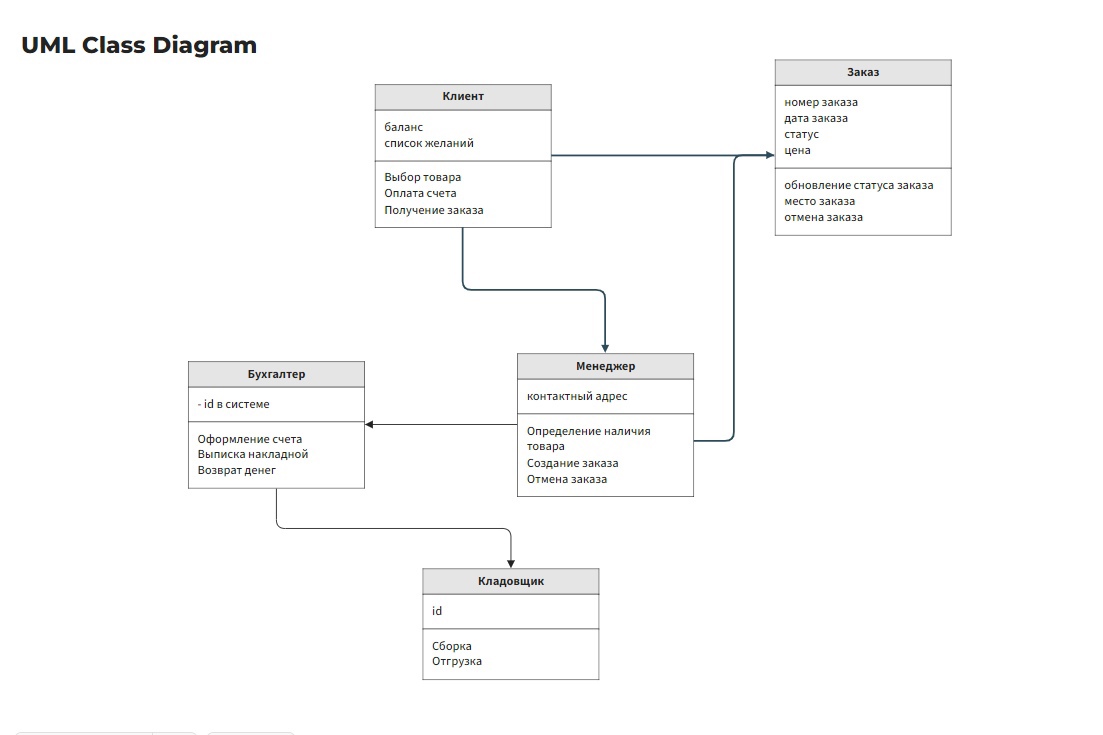 UML Class Diagram
Клиент
баланс
список желаний
Выбор товара
Оплата счета
Получение заказа
Заказ
номер заказа
дата заказа
статус
цена
обновление статуса заказа
место заказа
отмена заказа
Бухгалтер
- id в системе
Оформление счета
Выписка накладной
Возврат денег
Менеджер
контактный адрес
Определение наличия
товара
Создание заказа
Отмена заказа
Кладовщик
id
Сборка
Отгрузка